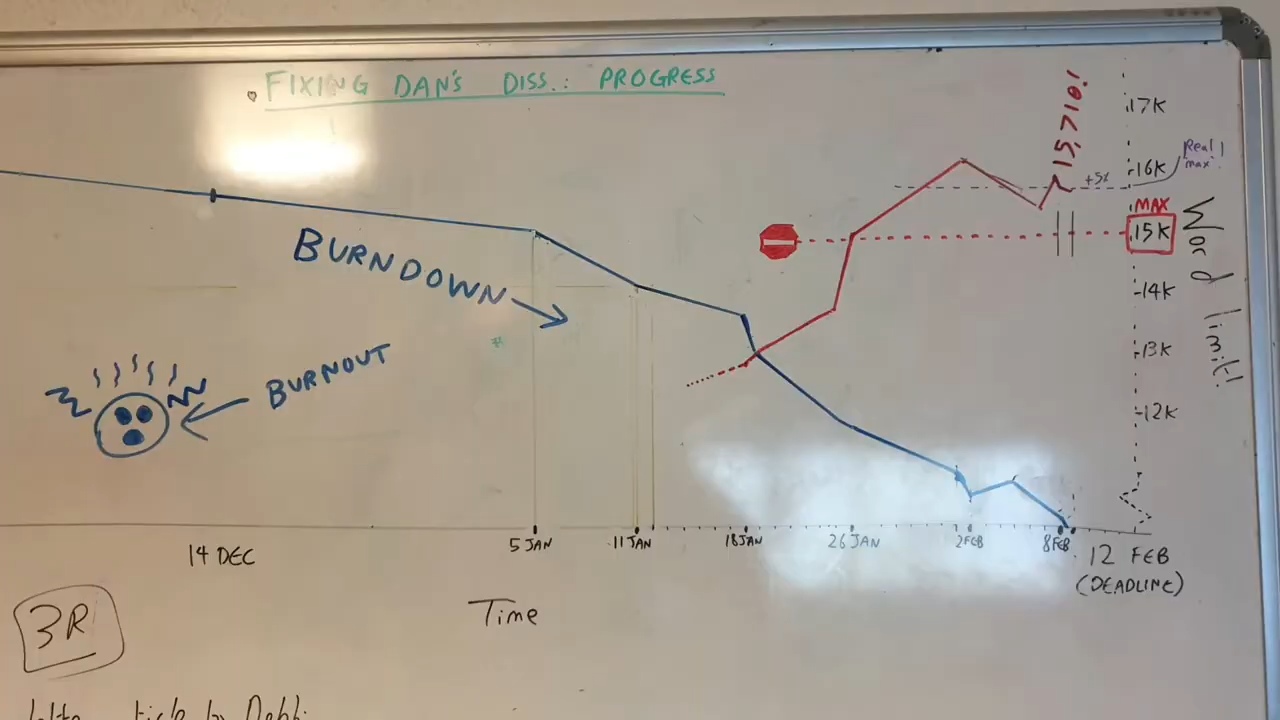 FIXING DAN'S DISS.: PROGRESS
15,710!
17K
Real
max!
16K
+5%
MAX
15K
Word limit!
14K
13K
12K
BURNDOWN
BURNOUT
14 DEC
5 JAN
11 JAN
18 JAN
26 JAN
2 FEB
8 FEB
12 FEB
(DEADLINE)
Time
3R